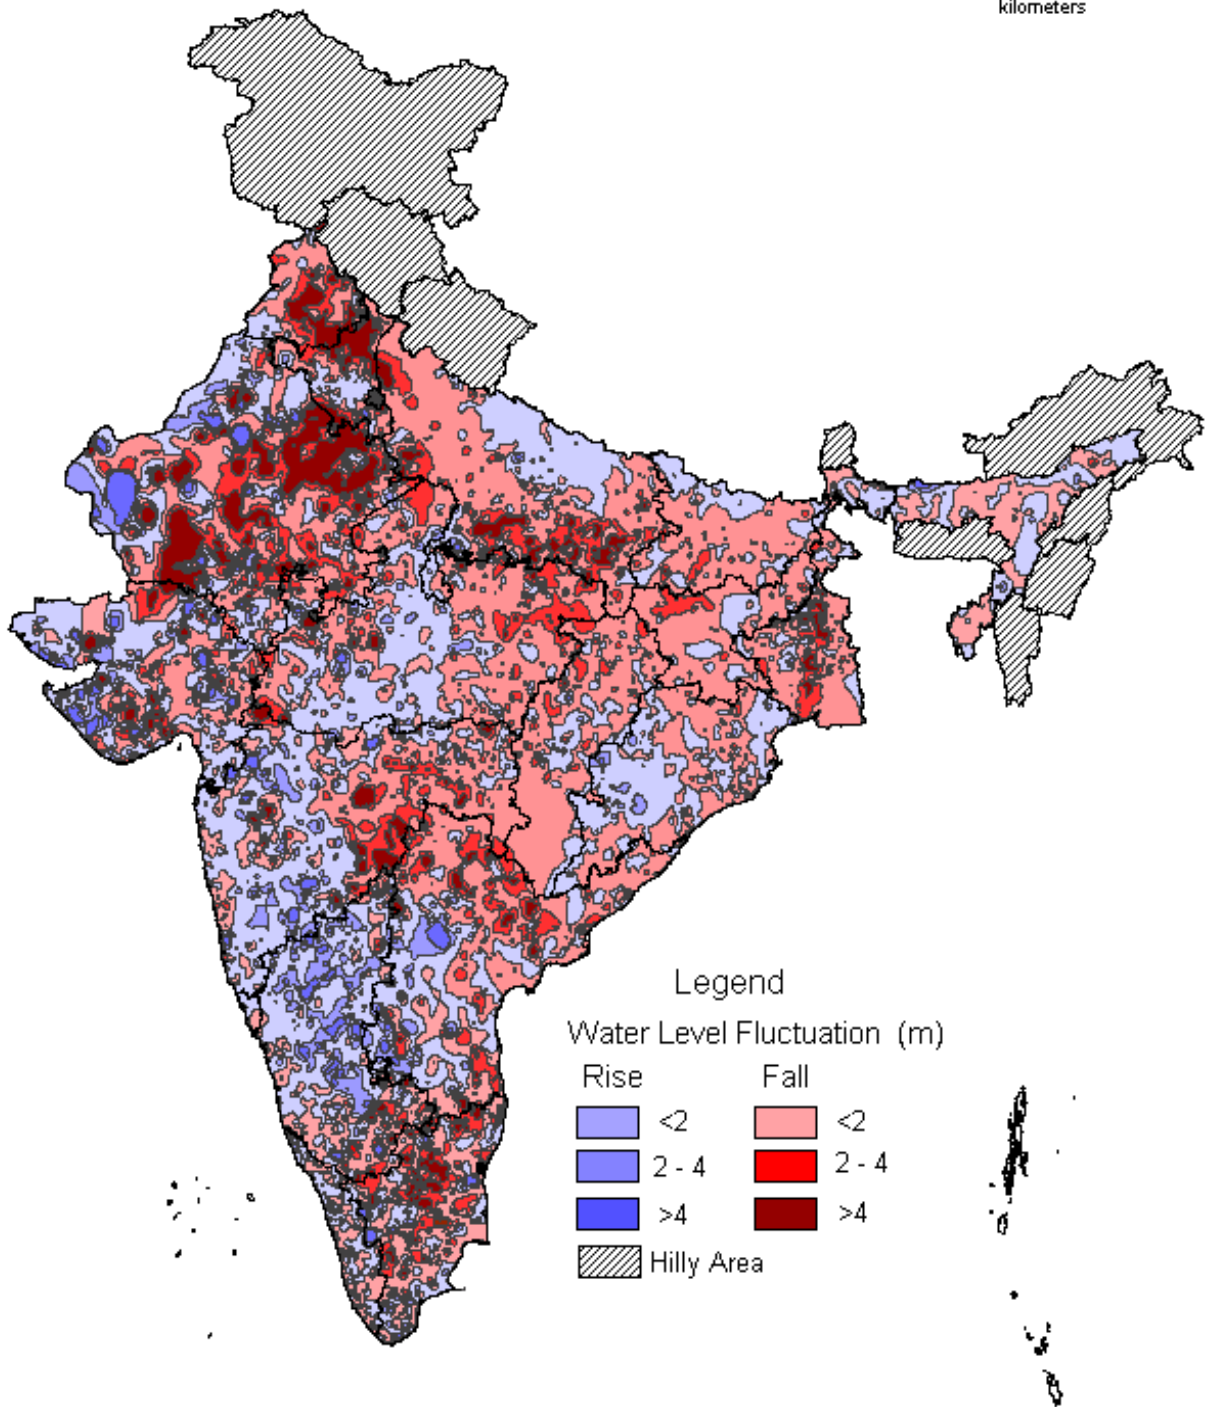 kilometers
Legend
Water Level Fluctuation (m)
Rise Fall
<2 <2
2 - 4 2 - 4
>4 >4
Hilly Area